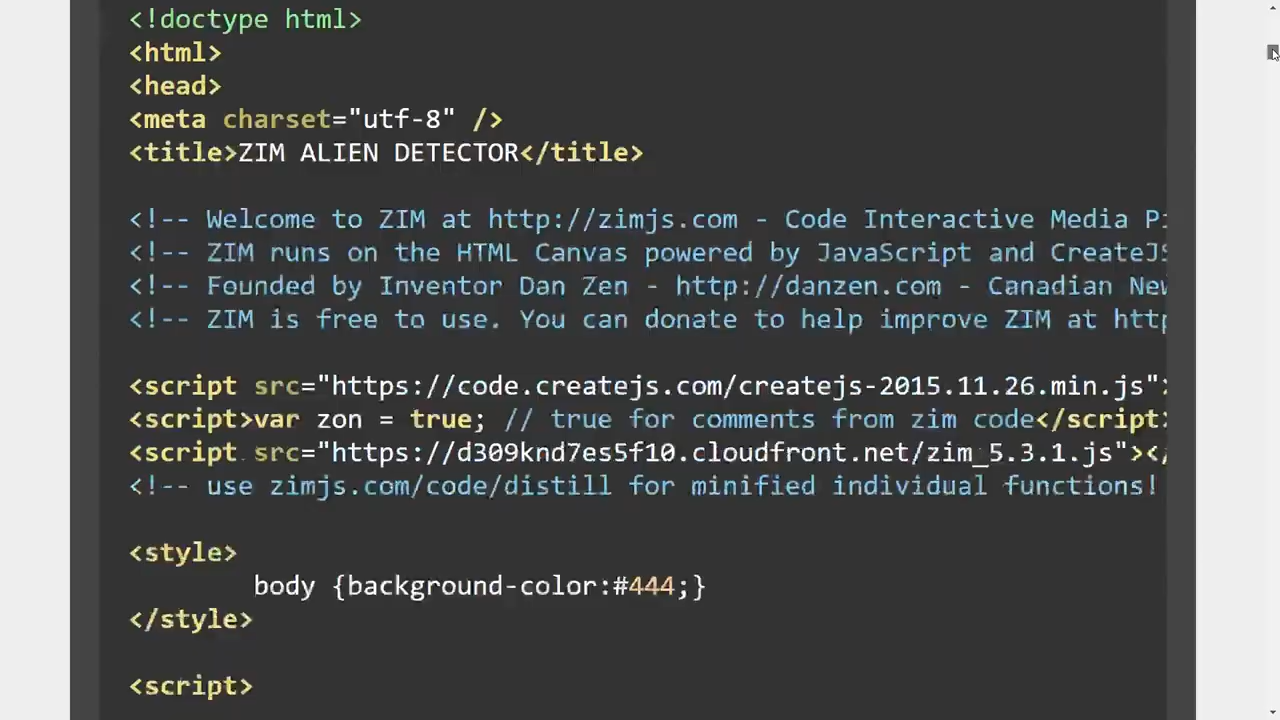 <!doctype html>
<html>
<head>
<meta charset="utf-8" />
<title>ZIM ALIEN DETECTOR</title>
<!-- Welcome to ZIM at http://zimjs.com - Code Interactive Media
<!-- ZIM runs on the HTML Canvas powered by JavaScript and CreateJS
<!-- Founded by Inventor Dan Zen - http://danzen.com - Canadian New
<!-- ZIM is free to use. You can donate to help improve ZIM at http
<script src="https://code.createjs.com/createjs-2015.11.26.min.js">
<script>var zon = true; // true for comments from zim code</script>
<script src="https://d309knd7es5f10.cloudfront.net/zim_5.3.1.js"></
<!-- use zimjs.com/code/distill for minified individual functions!
<style>
body {background-color:#444;}
</style>
<script>